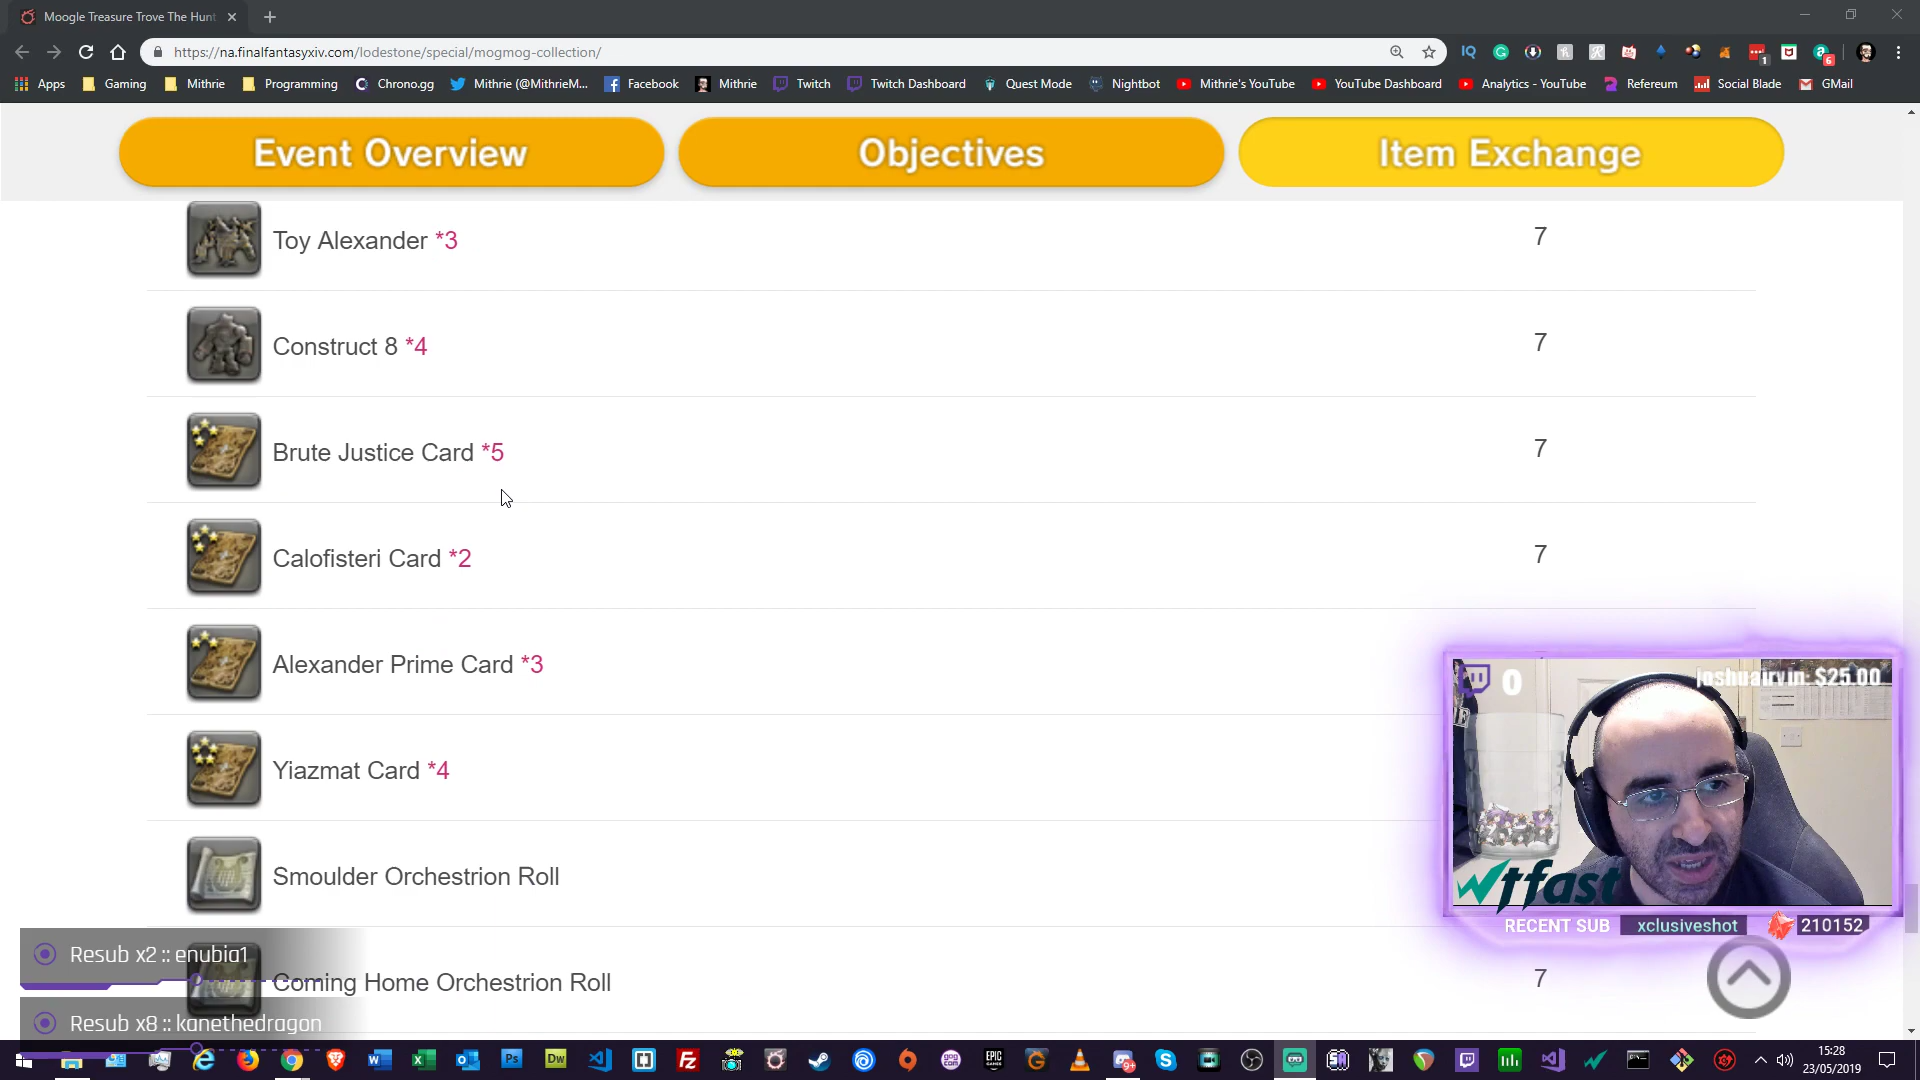 Moogle Treasure Trove The Hunt
https://na.finalfantasyxiv.com/lodestone/special/mogmog-collection/
Apps Gaming Mithrie Programming Chrono.gg Mithrie (@MithrieM... Facebook Mithrie Twitch Twitch Dashboard Quest Mode Nightbot Mithrie's YouTube YouTube Dashboard Analytics - YouTube Refereum Social Blade GMail
Event Overview Objectives Item Exchange
Toy Alexander *3 7
Construct 8 *4 7
Brute Justice Card *5 7
Calofisteri Card *2 7
Alexander Prime Card *3
Yiazmat Card *4
Smoulder Orchestrion Roll
Coming Home Orchestrion Roll 7
0
joshuairvin: $25.00
wtfast
RECENT SUB xclusiveshot 210152
Resub x2 :: enubia1
Resub x8 :: kanethedragon
15:28
23/05/2019